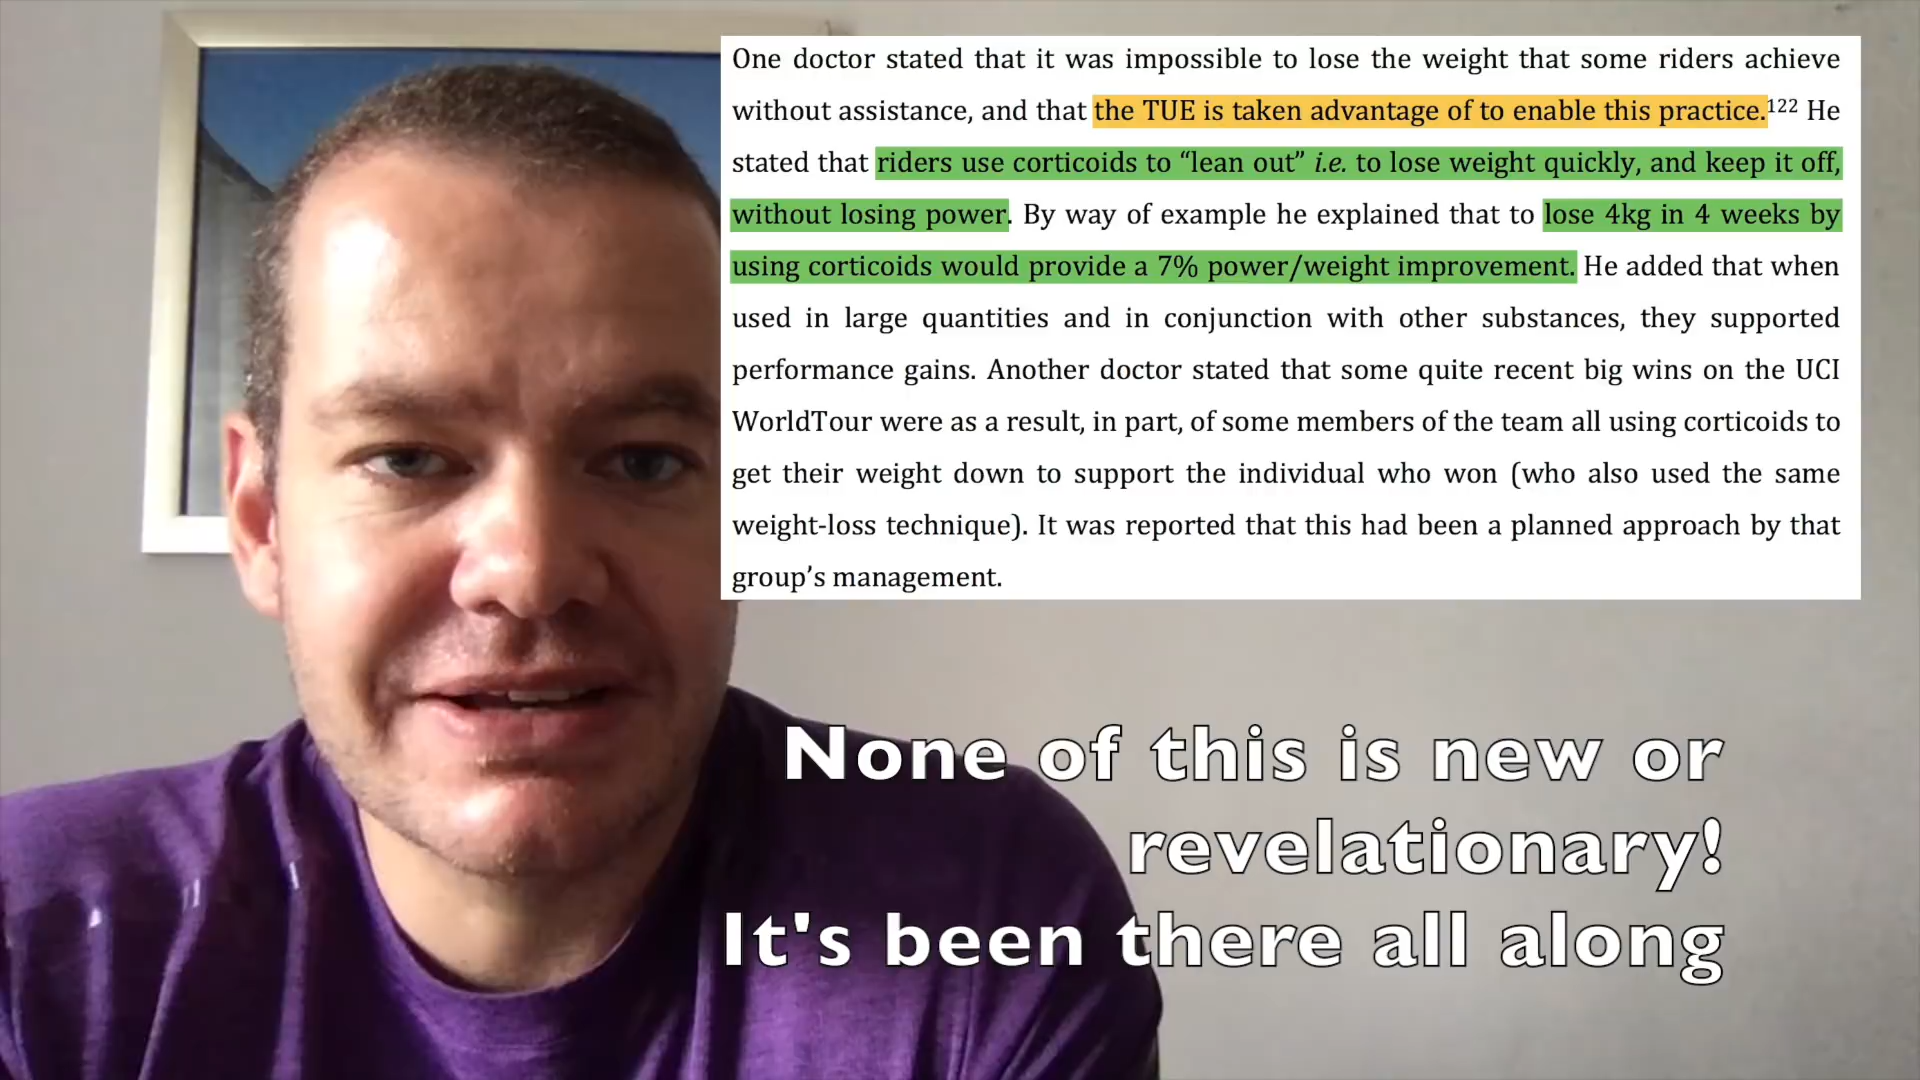 One doctor stated that it was impossible to lose the weight that some riders achieve
without assistance, and that the TUE is taken advantage of to enable this practice.¹²² He
stated that riders use corticoids to “lean out” i.e. to lose weight quickly, and keep it off,
without losing power. By way of example he explained that to lose 4kg in 4 weeks by
using corticoids would provide a 7% power/weight improvement. He added that when
used in large quantities and in conjunction with other substances, they supported
performance gains. Another doctor stated that some quite recent big wins on the UCI
WorldTour were as a result, in part, of some members of the team all using corticoids to
get their weight down to support the individual who won (who also used the same
weight-loss technique). It was reported that this had been a planned approach by that
group’s management.
None of this is new or
revelationary!
It's been there all along